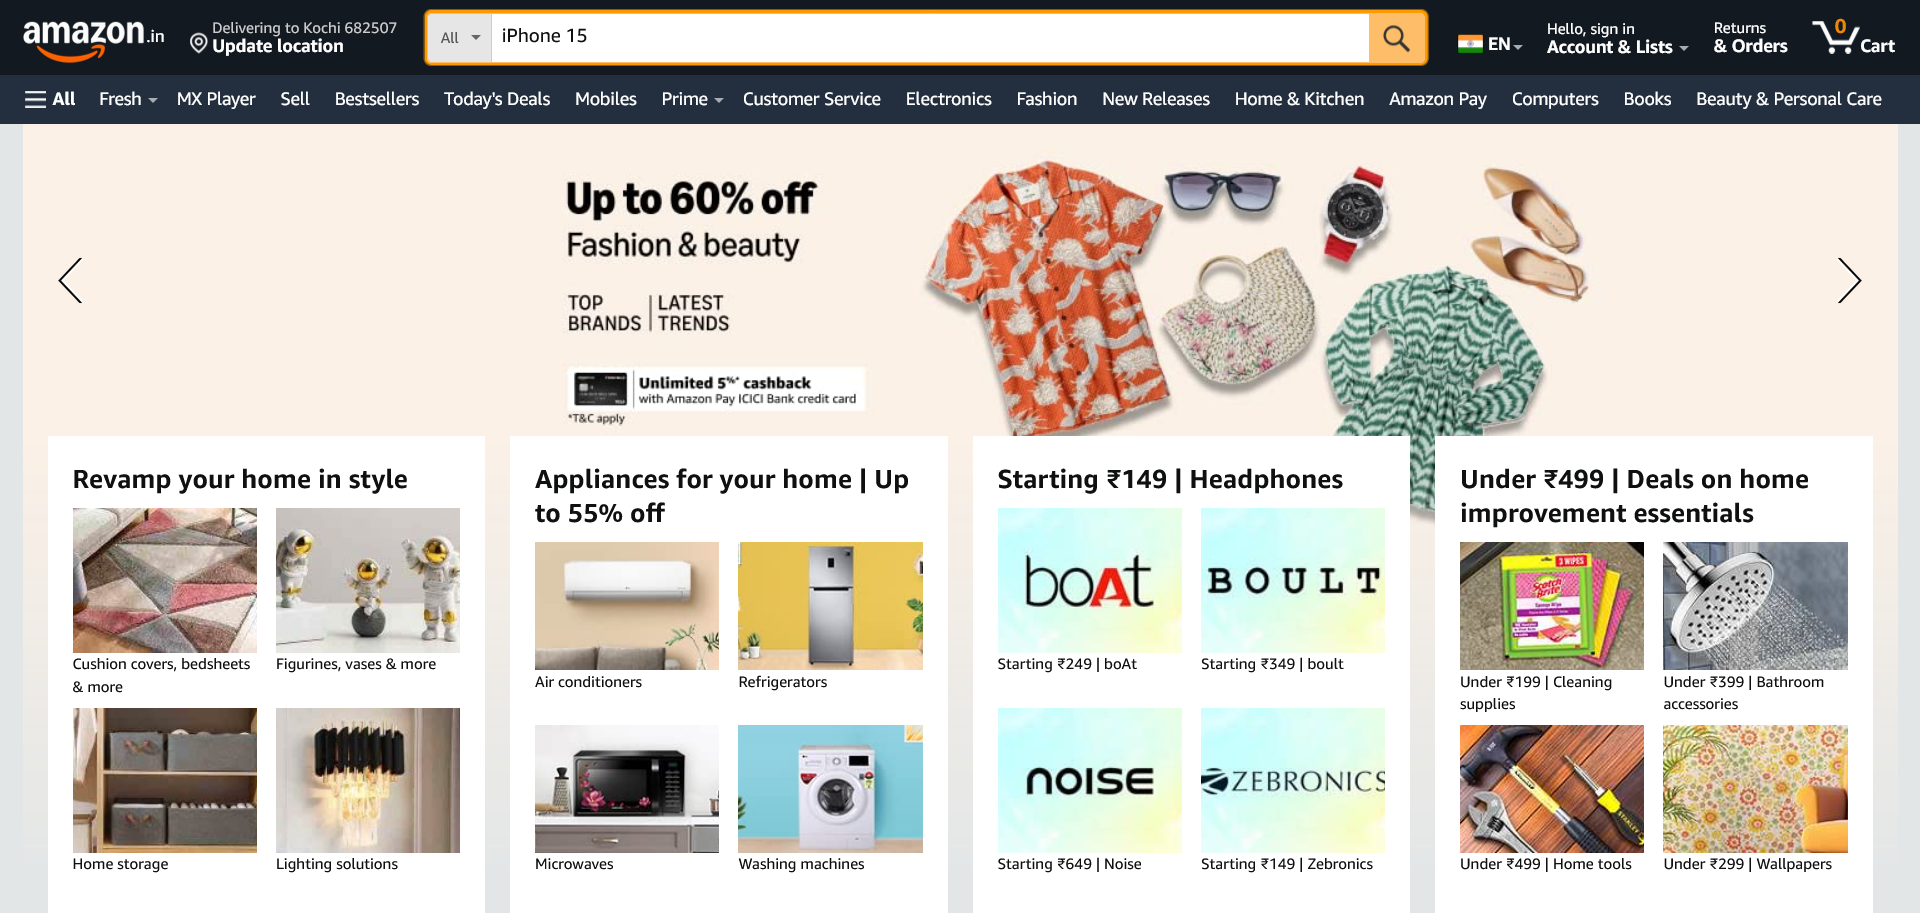 amazon.in
Delivering to Kochi 682507
Update location
All
iPhone 15
EN
Hello, sign in
Account & Lists
Returns
& Orders
0
Cart
All
Fresh
MX Player
Sell
Bestsellers
Today's Deals
Mobiles
Prime
Customer Service
Electronics
Fashion
New Releases
Home & Kitchen
Amazon Pay
Computers
Books
Beauty & Personal Care
Up to 60% off
Fashion & beauty
TOP BRANDS
LATEST TRENDS
Unlimited 5%* cashback
with Amazon Pay ICICI Bank credit card
*T&C apply
Revamp your home in style
Cushion covers, bedsheets
& more
Figurines, vases & more
Home storage
Lighting solutions
Appliances for your home | Up
to 55% off
Air conditioners
Refrigerators
Microwaves
Washing machines
Starting ₹149 | Headphones
boAt
BOULT
Starting ₹249 | boAt
Starting ₹349 | boult
noise
ZEBRONICS
Starting ₹649 | Noise
Starting ₹149 | Zebronics
Under ₹499 | Deals on home
improvement essentials
3 WIPES
Scotch
Brite
Under ₹199 | Cleaning
supplies
Under ₹399 | Bathroom
accessories
STANLEY
Under ₹499 | Home tools
Under ₹299 | Wallpapers